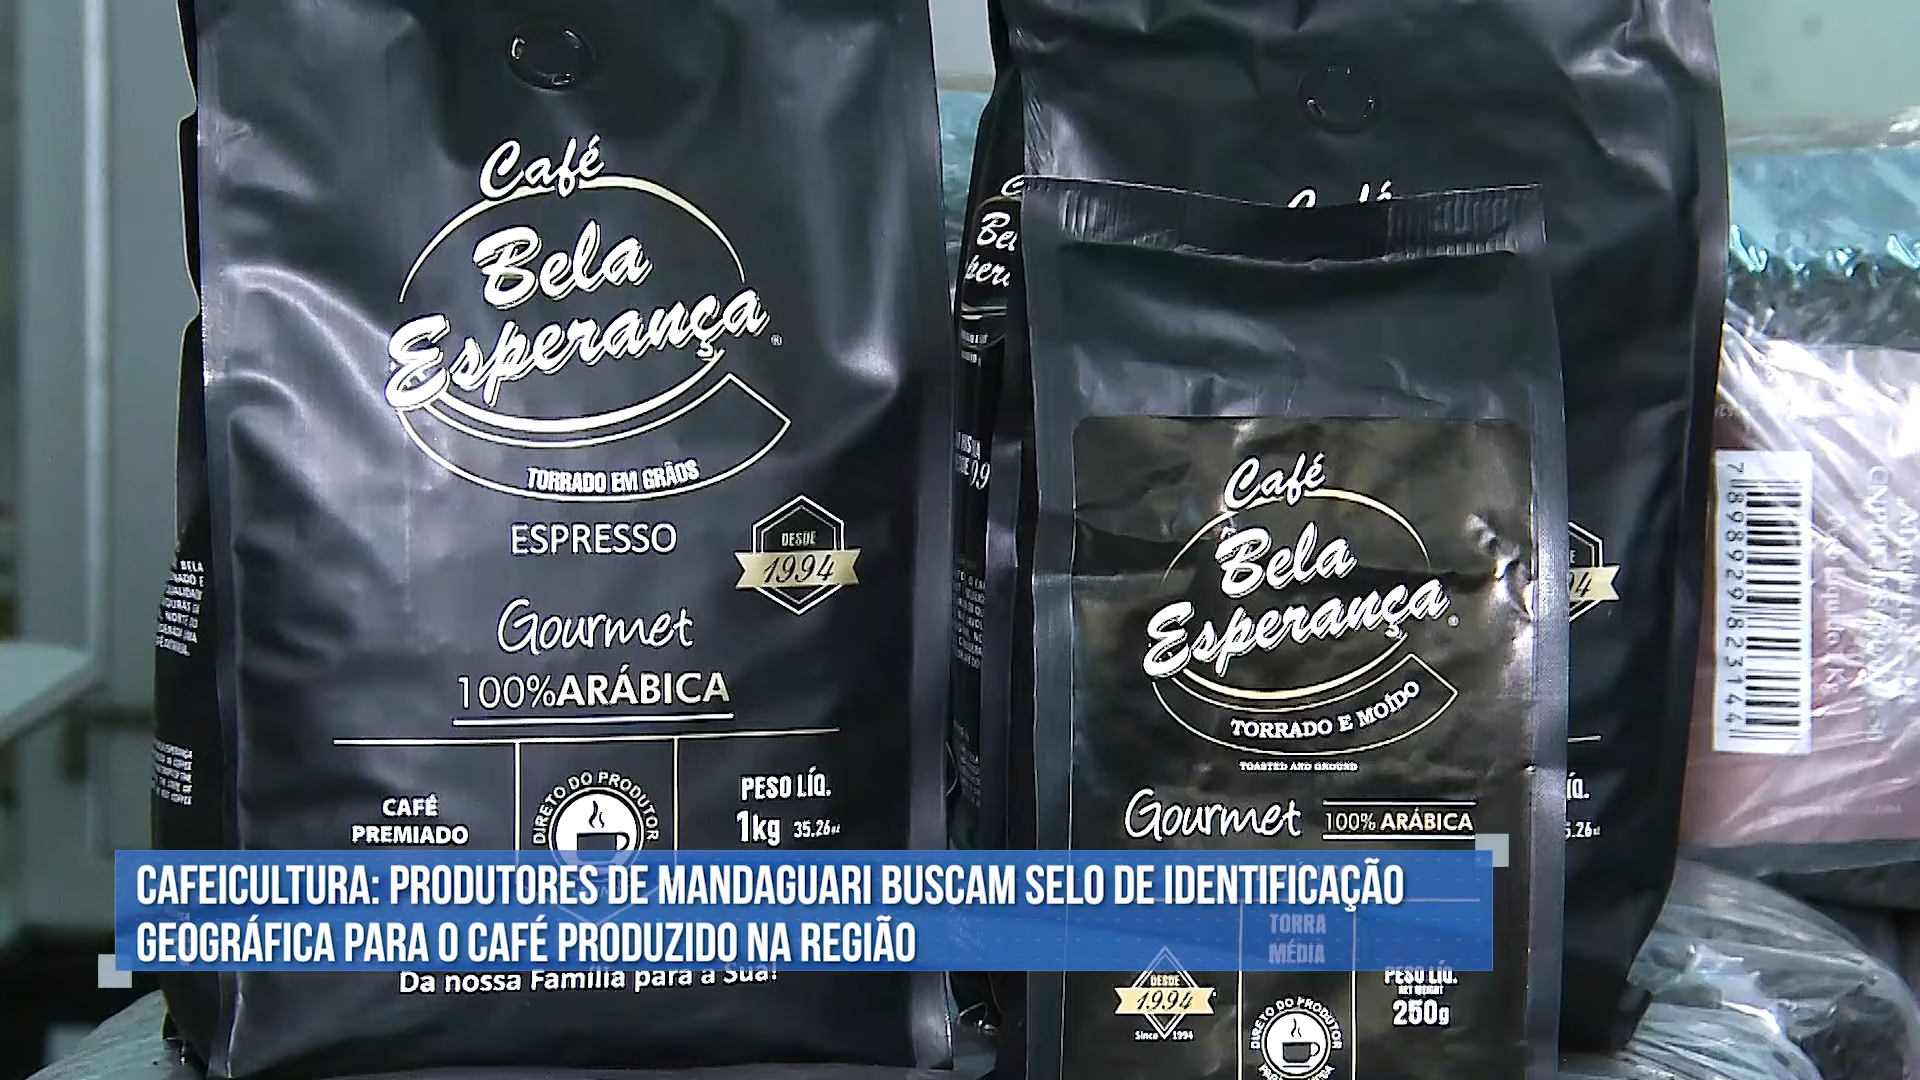 Café
Bela
Esperança
®
TORRADO EM GRÃOS
ESPRESSO
DESDE
1994
Gourmet
100% ARÁBICA
CAFÉ
PREMIADO
DIRETO DO PRODUTOR
PESO LÍQ.
1kg 35.26oz
Da nossa Família para a Sua!
Café
Bela
Esperança
®
TORRADO E MOÍDO
TOASTED AND GROUND
Gourmet
100% ARÁBICA
TORRA
MÉDIA
DESDE
1994
Since 1994
DIRETO DO PRODUTOR
PESO LÍQ.
NET WEIGHT
250g
7898929823144
CAFEICULTURA: PRODUTORES DE MANDAGUARI BUSCAM SELO DE IDENTIFICAÇÃO
GEOGRÁFICA PARA O CAFÉ PRODUZIDO NA REGIÃO